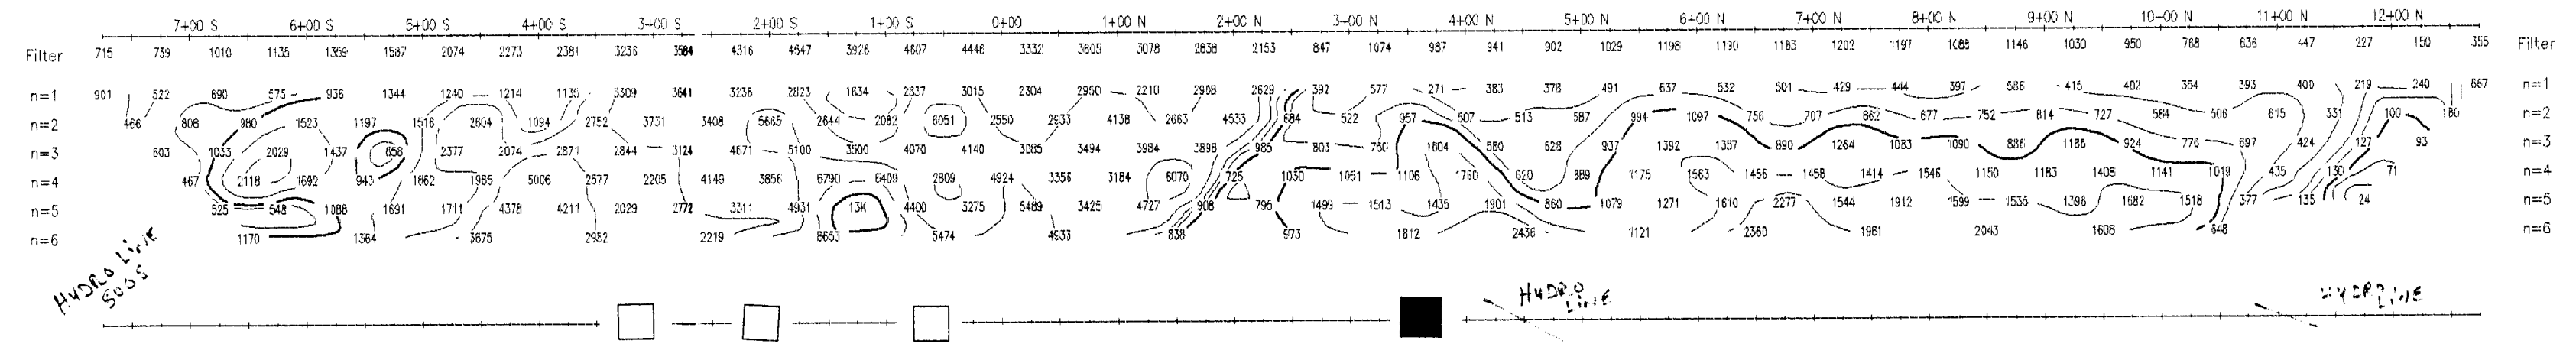 7+00 S 6+00 S 5+00 S 4+00 S 3+00 S 2+00 S 1+00 S 0+00 1+00 N 2+00 N 3+00 N 4+00 N 5+00 N 6+00 N 7+00 N 8+00 N 9+00 N 10+00 N 11+00 N 12+00 N
Filter 715 739 1010 1135 1359 1587 2074 2273 2381 3236 3584 4316 4547 3926 4607 4446 3332 3605 3078 2838 2153 847 1074 987 941 902 1029 1196 1190 1183 1202 1197 1088 1146 1030 950 768 636 447 227 150 355 Filter
n=1 901 522 690 575 936 1344 1240 1214 1136 3309 3841 3236 2823 1634 2837 3015 2304 2950 2210 2968 2629 392 577 271 383 378 491 637 532 501 429 444 397 586 415 402 354 393 400 219 240 667 n=1
n=2 466 808 980 1523 1197 1516 2604 1094 2752 3731 3408 5665 2644 2082 6051 2550 2933 4138 2663 4533 684 522 957 507 513 587 994 1097 756 707 862 677 752 814 727 584 506 615 331 100 180 n=2
n=3 603 1033 2029 1437 658 2377 2074 2871 2844 3124 4671 5100 3500 4070 4140 3085 3494 3984 3898 985 803 760 1604 580 628 937 1392 1357 890 1264 1083 1090 886 1186 924 776 697 424 127 93 n=3
n=4 467 2118 1692 943 1862 1985 5006 2577 2205 4149 3856 6790 6409 2809 4924 3356 3184 6070 725 1030 1051 1106 1760 620 889 1175 1563 1456 1458 1414 1546 1150 1183 1406 1141 1019 435 130 71 n=4
n=5 525 548 1088 1691 1711 4378 4211 2029 2772 3311 4931 13K 4400 3275 5489 3425 4727 908 795 1499 1513 1435 1901 860 1079 1271 1610 2277 1544 1912 1599 1535 1396 1682 1518 377 135 24 n=5
n=6 1170 1364 3675 2982 2219 8653 5474 4933 838 973 1812 2436 1121 2360 1961 2043 1606 648 n=6
HYDRO LINE
500S
HYDRO
LINE
HYDRO LINE